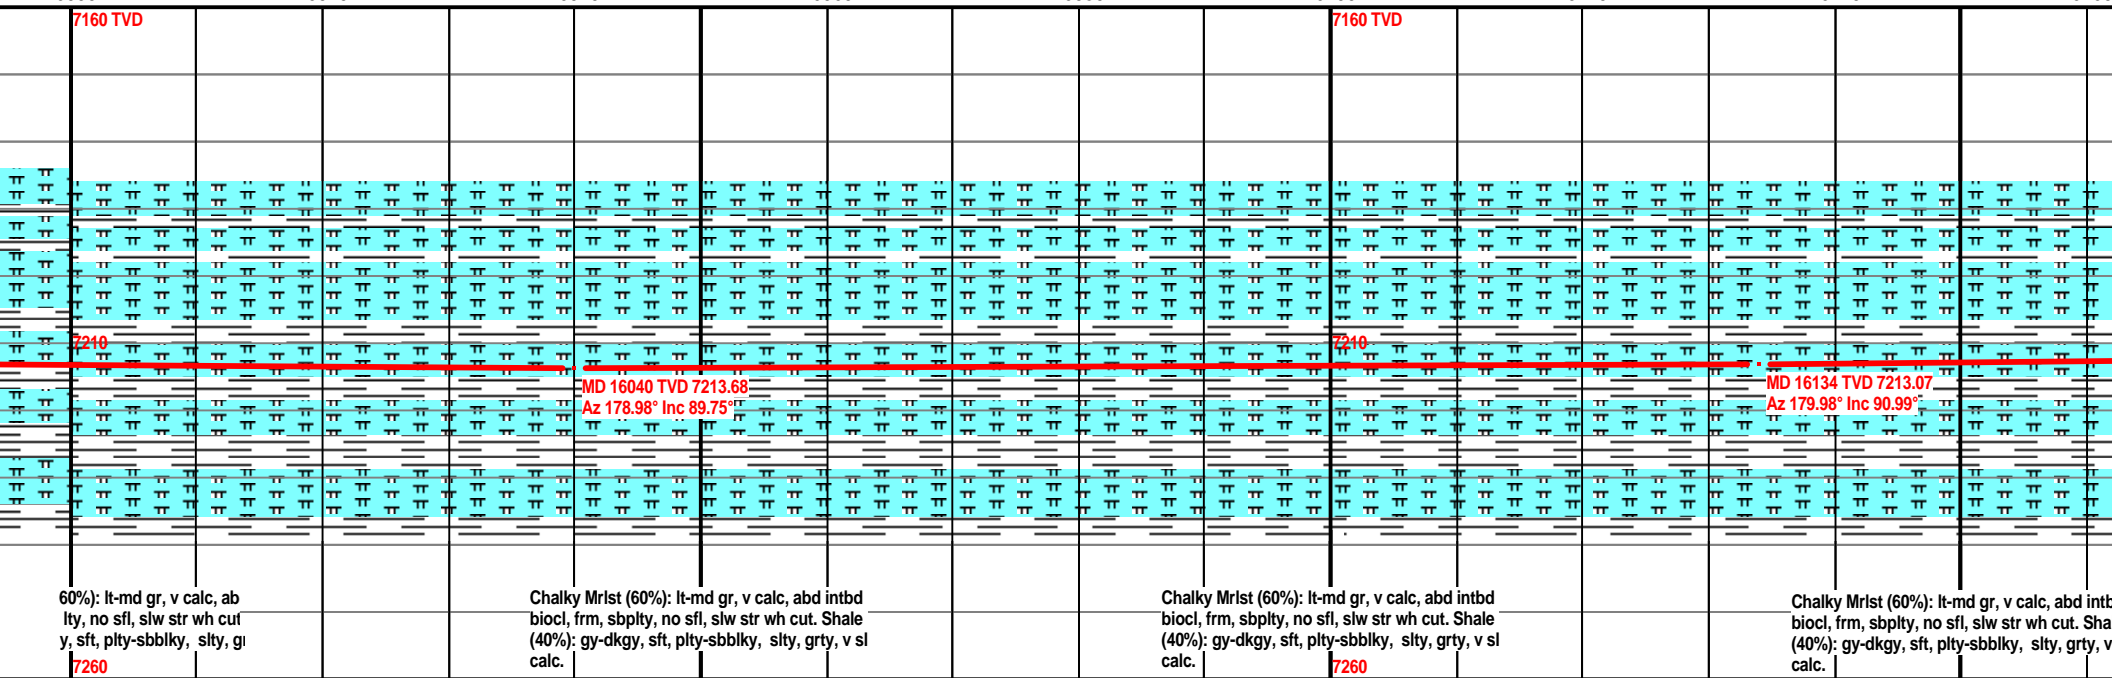 7160 TVD
7160 TVD
7210
7210
MD 16040 TVD 7213.68
Az 178.98° Inc 89.75°
MD 16134 TVD 7213.07
Az 179.98° Inc 90.99°
60%): lt-md gr, v calc, ab
lty, no sfl, slw str wh cut
y, sft, plty-sbblky, slty, gr
Chalky Mrlst (60%): lt-md gr, v calc, abd intbd
biocl, frm, sbplty, no sfl, slw str wh cut. Shale
(40%): gy-dkgy, sft, plty-sbblky, slty, grty, v sl
calc.
Chalky Mrlst (60%): lt-md gr, v calc, abd intbd
biocl, frm, sbplty, no sfl, slw str wh cut. Shale
(40%): gy-dkgy, sft, plty-sbblky, slty, grty, v sl
calc.
Chalky Mrlst (60%): lt-md gr, v calc, abd intb
biocl, frm, sbplty, no sfl, slw str wh cut. Sha
(40%): gy-dkgy, sft, plty-sbblky, slty, grty, v
calc.
7260
7260